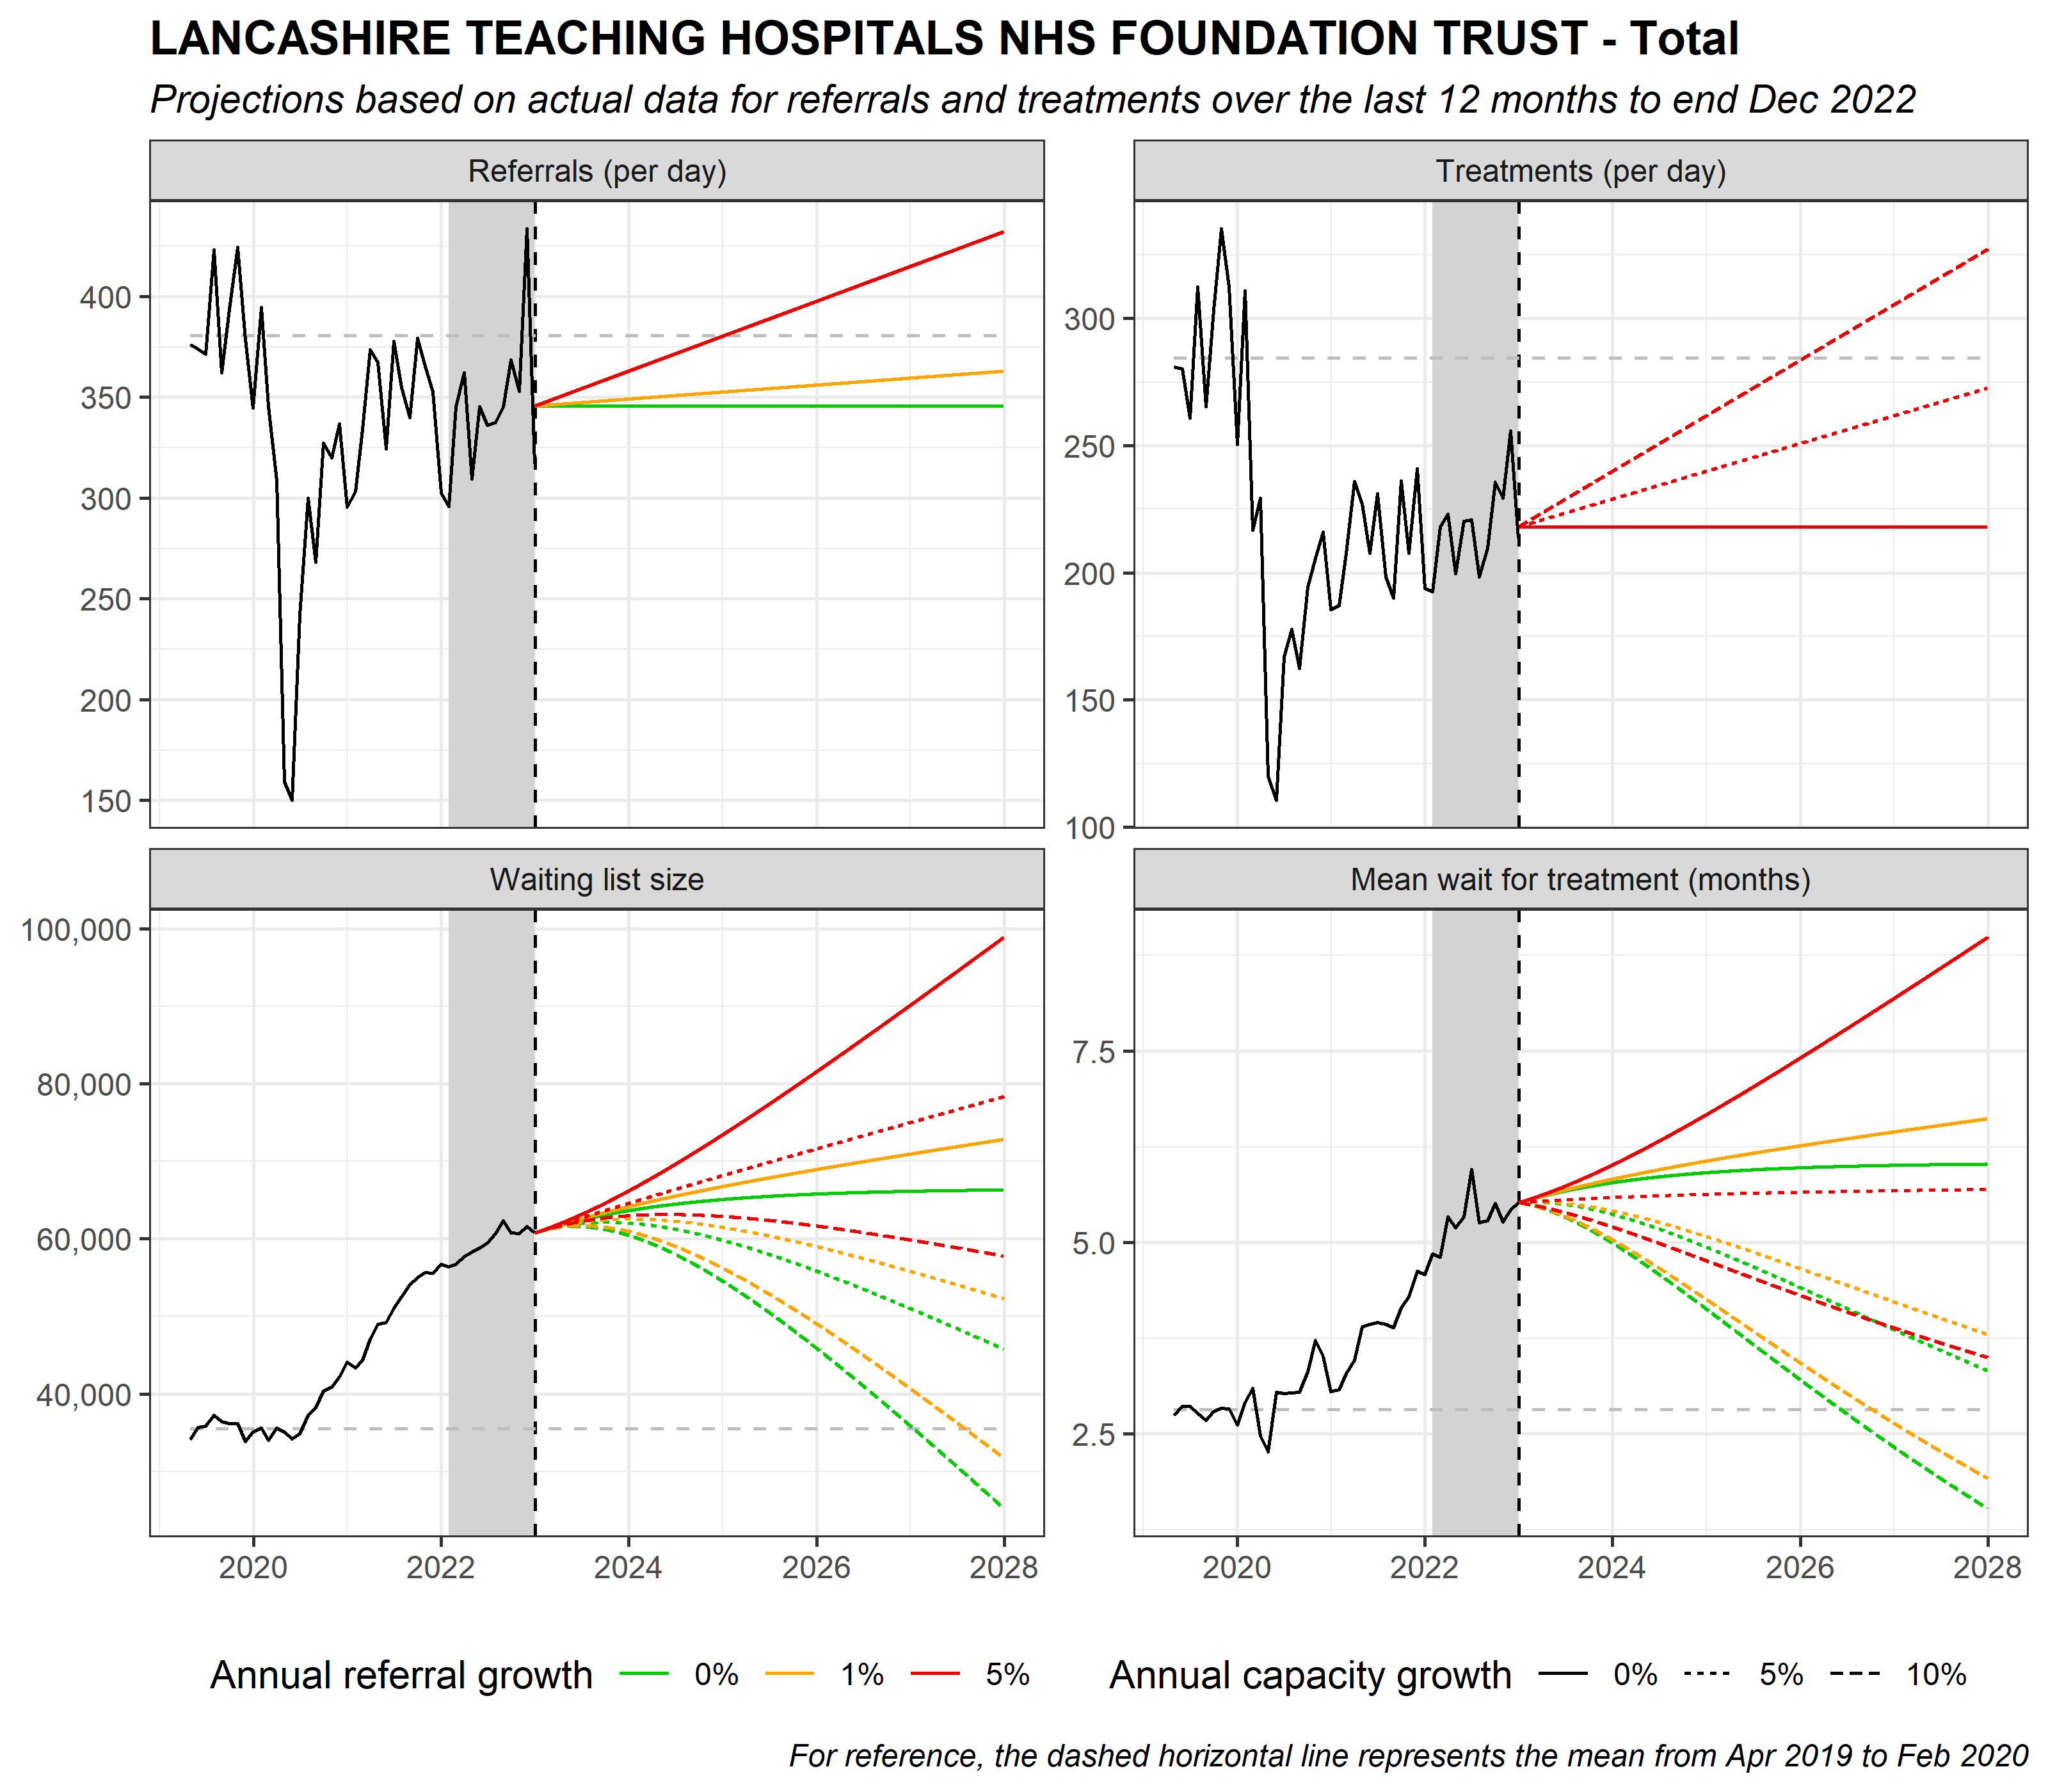 LANCASHIRE TEACHING HOSPITALS NHS FOUNDATION TRUST - Total
Projections based on actual data for referrals and treatments over the last 12 months to end Dec 2022
Referrals (per day)
400
350
300
250
200
150
Treatments (per day)
300
250
200
150
100
Waiting list size
100,000
80,000
60,000
40,000
2020 2022 2024 2026 2028
Mean wait for treatment (months)
7.5
5.0
2.5
2020 2022 2024 2026 2028
Annual referral growth 0% 1% 5%
Annual capacity growth 0% 5% 10%
For reference, the dashed horizontal line represents the mean from Apr 2019 to Feb 2020